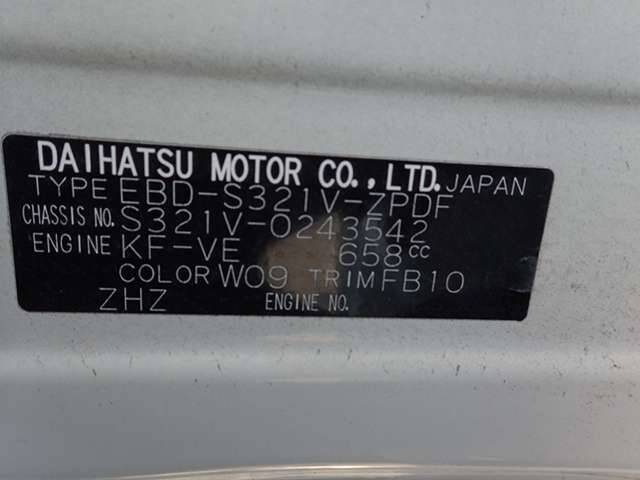 DAIHATSU MOTOR CO., LTD. JAPAN
TYPE EBD-S321V-ZPDF
CHASSIS NO. S321V-0243542
ENGINE KF-VE 658cc
COLOR W09 TRIM FB10
ZHZ ENGINE NO.